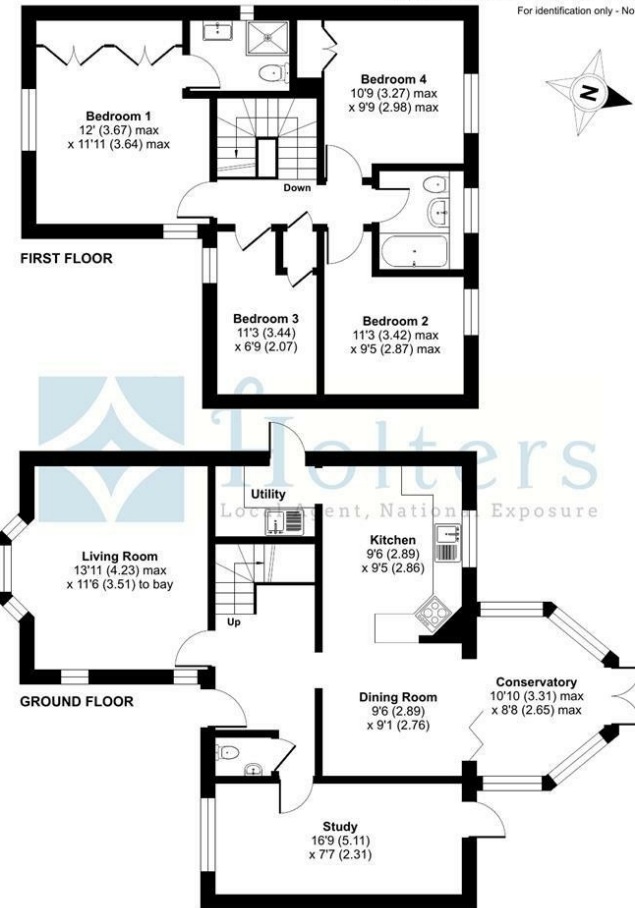 For identification only - No
N
Bedroom 1
12' (3.67) max
x 11'11 (3.64) max
Bedroom 4
10'9 (3.27) max
x 9'9 (2.98) max
Down
FIRST FLOOR
Bedroom 3
11'3 (3.44)
x 6'9 (2.07)
Bedroom 2
11'3 (3.42) max
x 9'5 (2.87) max
Holters
Local Agent, National Exposure
Utility
Living Room
13'11 (4.23) max
x 11'6 (3.51) to bay
Kitchen
9'6 (2.89)
x 9'5 (2.86)
Up
GROUND FLOOR
Dining Room
9'6 (2.89)
x 9'1 (2.76)
Conservatory
10'10 (3.31) max
x 8'8 (2.65) max
Study
16'9 (5.11)
x 7'7 (2.31)